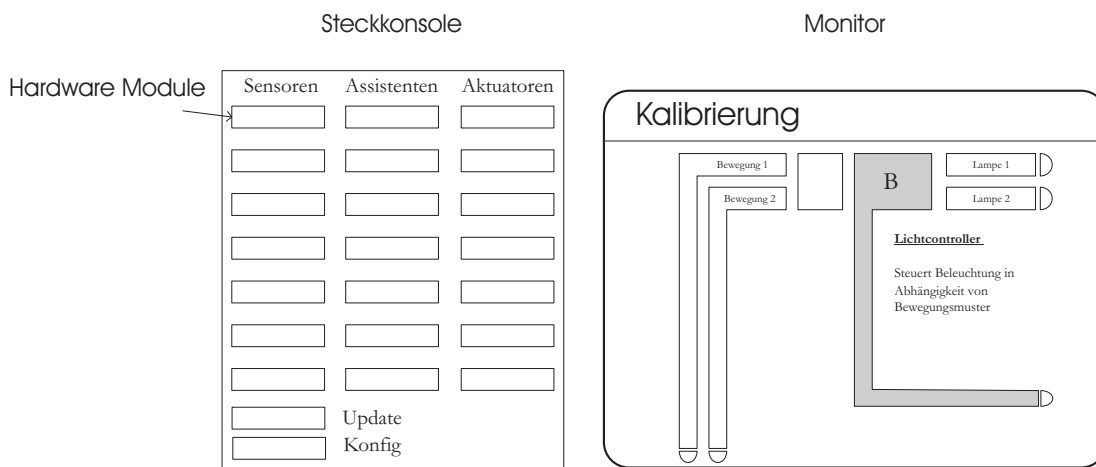 Steckkonsole
Monitor
Hardware Module
Sensoren Assistenten Aktuatoren
Update
Konfig
Kalibrierung
Bewegung 1
Bewegung 2
B
Lampe 1
Lampe 2
Lichtcontroller
Steuert Beleuchtung in
Abhängigkeit von
Bewegungsmuster